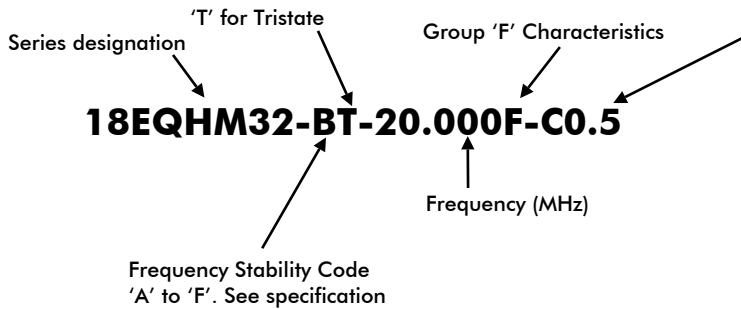 'T' for Tristate
Group 'F' Characteristics
Series designation
18EQHM32-BT-20.000F-C0.5
Frequency (MHz)
Frequency Stability Code
'A' to 'F'. See specification